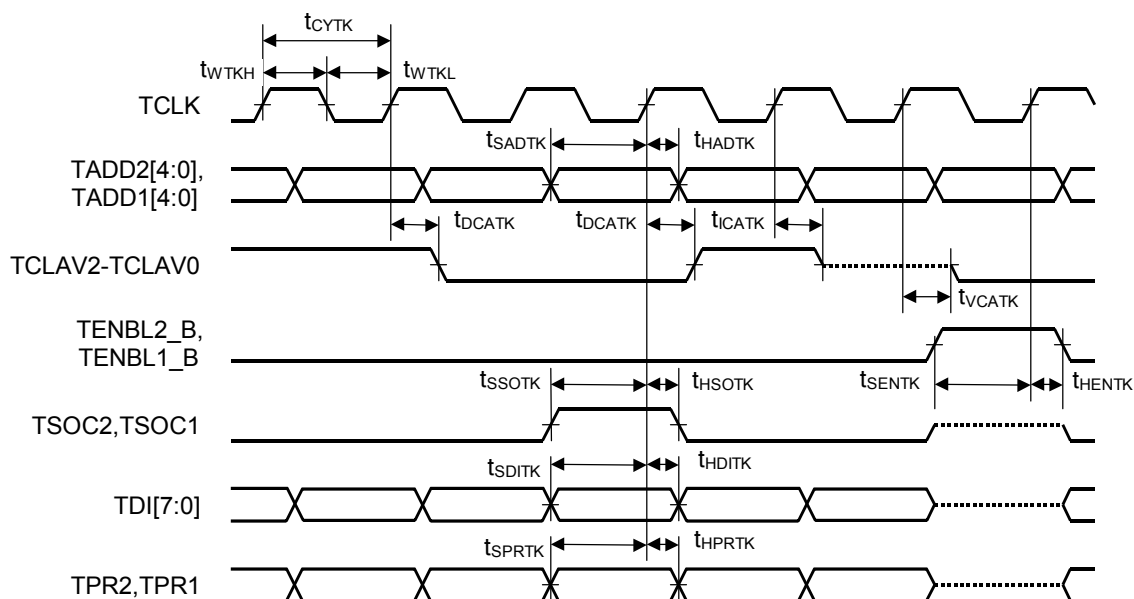 tCYTK
tWTKH
tWTKL
TCLK
tSADTK
tHADTK
TADD2[4:0],
TADD1[4:0]
tDCATK
tDCATK
tICATK
TCLAV2-TCLAV0
tVCATK
TENBL2_B,
TENBL1_B
tSSOTK
tHSOTK
tSENTK
tHENTK
TSOC2,TSOC1
tSDITK
tHDITK
TDI[7:0]
tSPRTK
tHPRTK
TPR2,TPR1